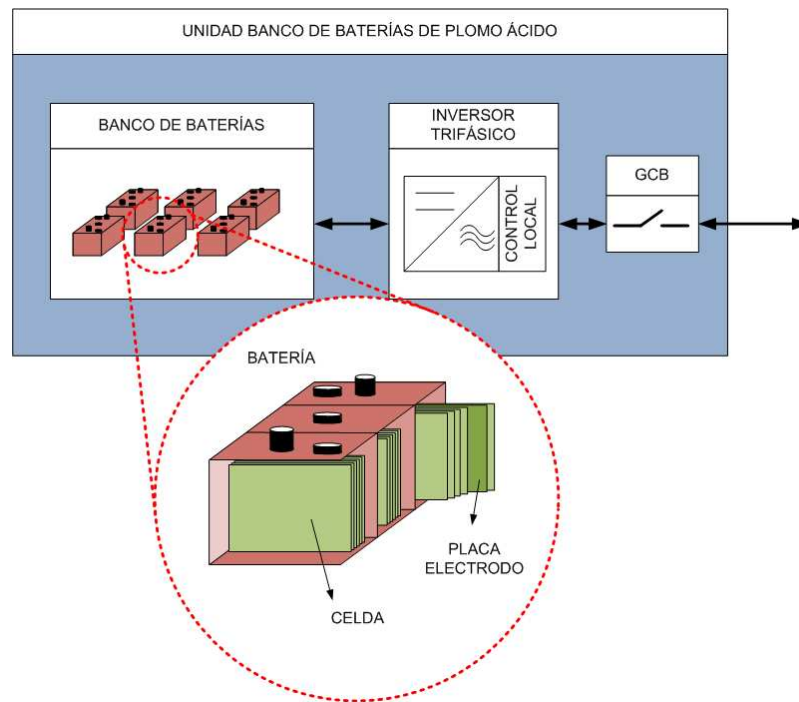 UNIDAD BANCO DE BATERÍAS DE PLOMO ÁCIDO
BANCO DE BATERÍAS
INVERSOR
TRIFÁSICO
CONTROL
LOCAL
GCB
BATERÍA
PLACA
ELECTRODO
CELDA